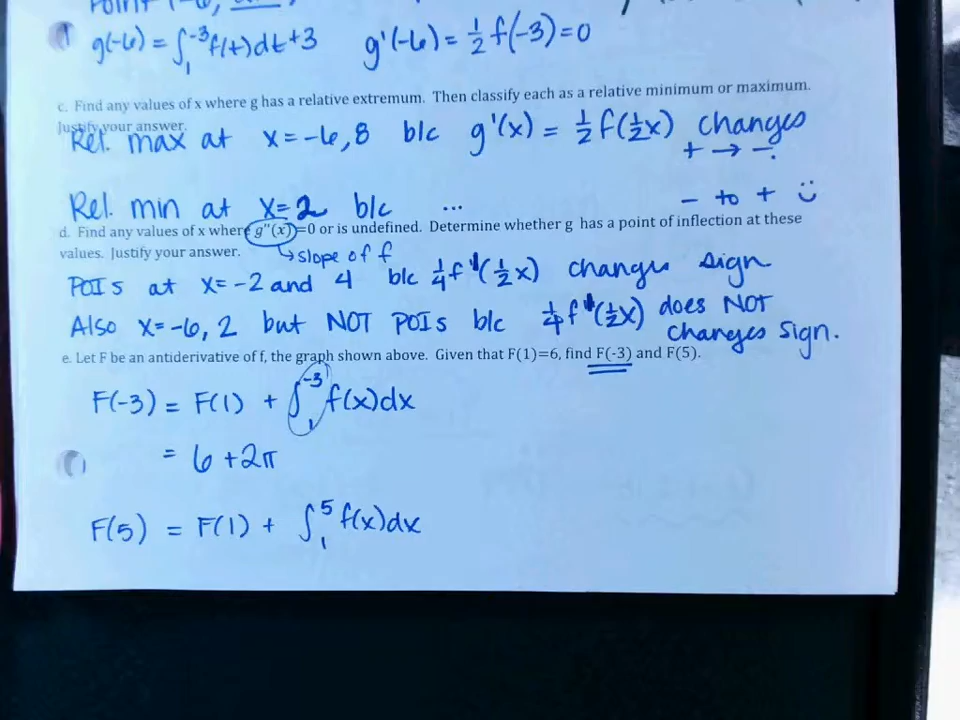 g(-6) = ∫₁⁻³ f(t)dt + 3 g'(-6) = ½ f(-3) = 0
c. Find any values of x where g has a relative extremum. Then classify each as a relative minimum or maximum.
Justify your answer.
Rel. max at x = -6, 8 b/c g'(x) = ½ f(½x) changes
+ → -.
Rel. min at x = 2 b/c ... - to + :)
d. Find any values of x where g''(x)=0 or is undefined. Determine whether g has a point of inflection at these
values. Justify your answer.
↳ slope of f
POIs at x = -2 and 4 b/c ¼f'(½x) changes sign
Also x = -6, 2 but NOT POIs b/c ¼f'(½x) does NOT
changes sign.
e. Let F be an antiderivative of f, the graph shown above. Given that F(1)=6, find F(-3) and F(5).
F(-3) = F(1) + ∫₁⁻³ f(x)dx
= 6 + 2π
F(5) = F(1) + ∫₁⁵ f(x)dx